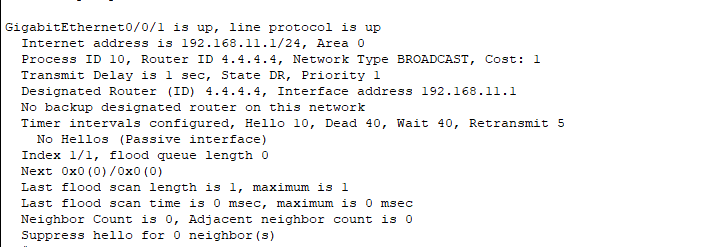 GigabitEthernet0/0/1 is up, line protocol is up
Internet address is 192.168.11.1/24, Area 0
Process ID 10, Router ID 4.4.4.4, Network Type BROADCAST, Cost: 1
Transmit Delay is 1 sec, State DR, Priority 1
Designated Router (ID) 4.4.4.4, Interface address 192.168.11.1
No backup designated router on this network
Timer intervals configured, Hello 10, Dead 40, Wait 40, Retransmit 5
No Hellos (Passive interface)
Index 1/1, flood queue length 0
Next 0x0(0)/0x0(0)
Last flood scan length is 1, maximum is 1
Last flood scan time is 0 msec, maximum is 0 msec
Neighbor Count is 0, Adjacent neighbor count is 0
Suppress hello for 0 neighbor(s)